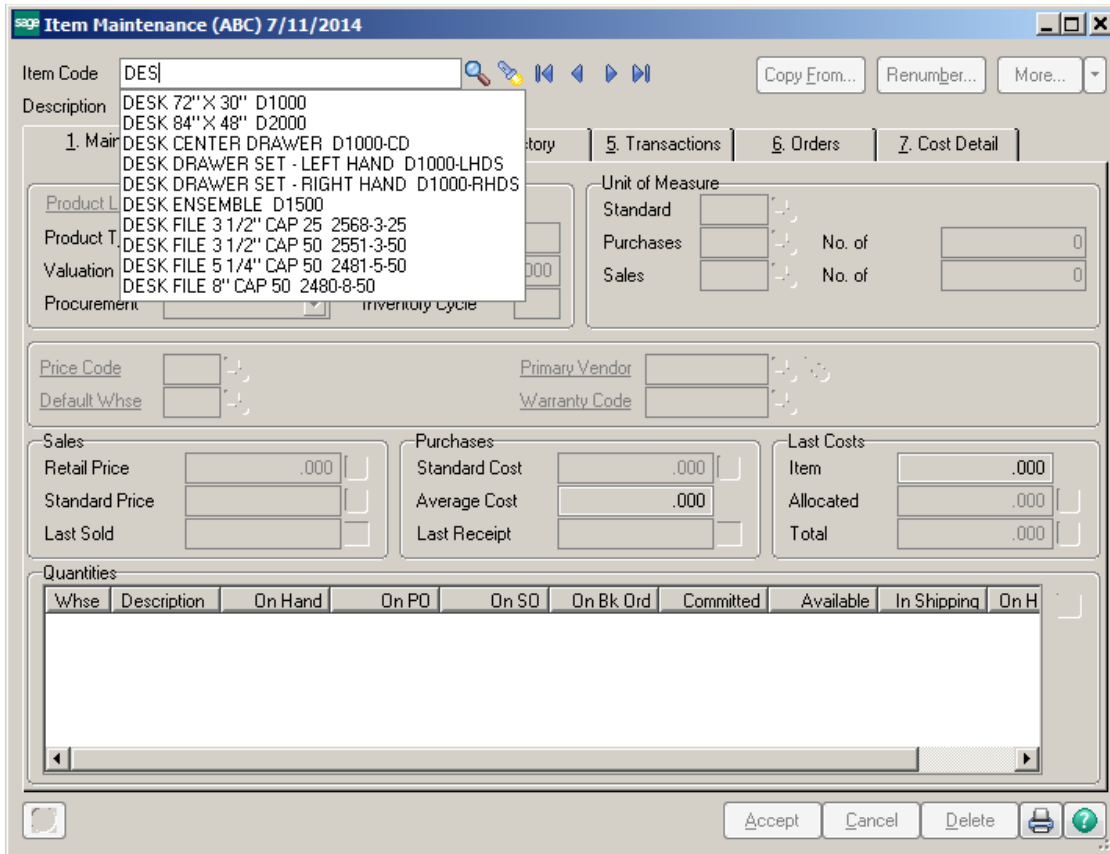 sage Item Maintenance (ABC) 7/11/2014
Item Code DES Copy From... Renumber... More...
Description
DESK 72" X 30" D1000
DESK 84" X 48" D2000
DESK CENTER DRAWER D1000-CD
DESK DRAWER SET - LEFT HAND D1000-LHDS
DESK DRAWER SET - RIGHT HAND D1000-RHDS
DESK ENSEMBLE D1500
DESK FILE 3 1/2" CAP 25 2568-3-25
DESK FILE 3 1/2" CAP 50 2551-3-50
DESK FILE 5 1/4" CAP 50 2481-5-50
DESK FILE 8" CAP 50 2480-8-50
1. Main tory 5. Transactions 6. Orders 7. Cost Detail
Product L
Product T
Valuation 000
Procurement Inventory Cycle
Unit of Measure
Standard
Purchases No. of 0
Sales No. of 0
Price Code Primary Vendor
Default Whse Warranty Code
Sales
Retail Price .000
Standard Price
Last Sold
Purchases
Standard Cost .000
Average Cost .000
Last Receipt
Last Costs
Item .000
Allocated .000
Total .000
Quantities
Whse Description On Hand On PO On SO On Bk Ord Committed Available In Shipping On H
Accept Cancel Delete